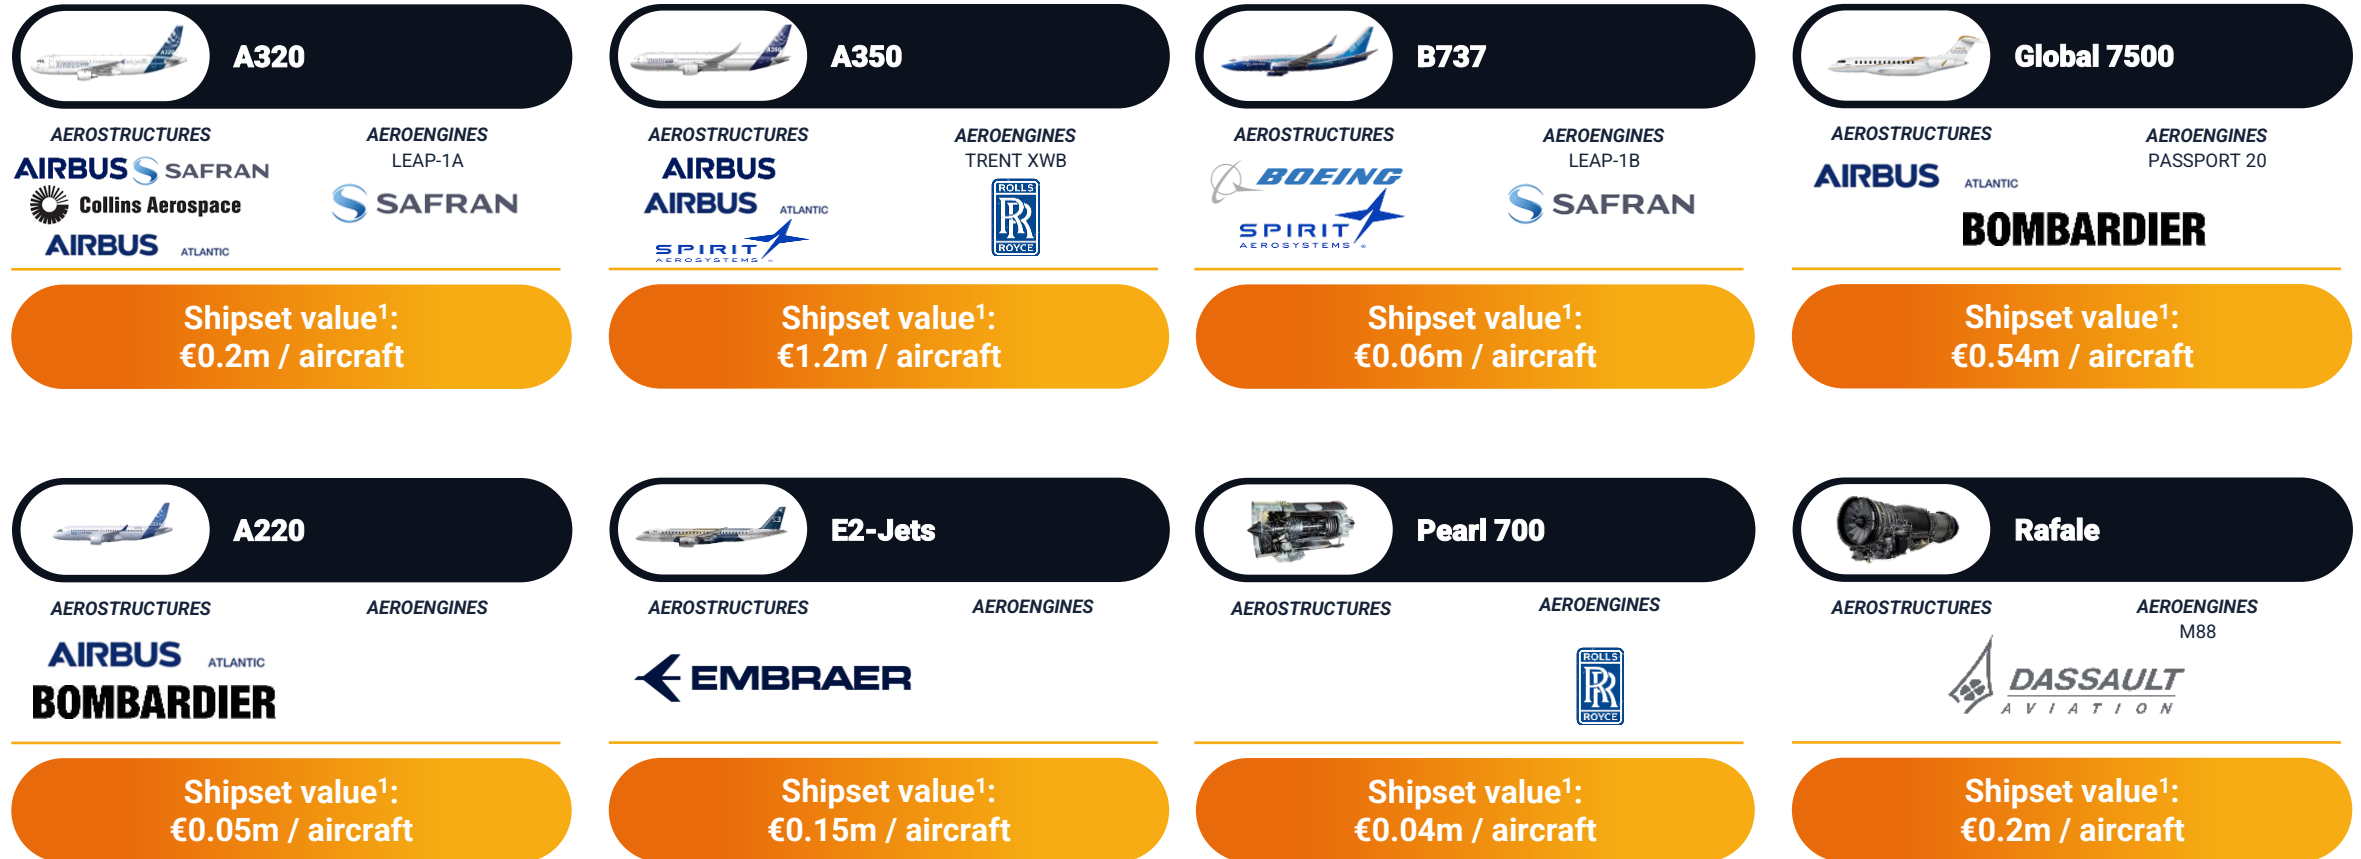 A320
AEROSTRUCTURES
AEROENGINES
LEAP-1A
AIRBUS SAFRAN
Collins Aerospace
AIRBUS ATLANTIC
SAFRAN
Shipset value¹:
€0.2m / aircraft
A350
AEROSTRUCTURES
AEROENGINES
TRENT XWB
AIRBUS
AIRBUS ATLANTIC
SPIRIT
AEROSYSTEMS
ROLLS
RR
ROYCE
Shipset value¹:
€1.2m / aircraft
B737
AEROSTRUCTURES
AEROENGINES
LEAP-1B
BOEING
SPIRIT
AEROSYSTEMS ®
SAFRAN
Shipset value¹:
€0.06m / aircraft
Global 7500
AEROSTRUCTURES
AEROENGINES
PASSPORT 20
AIRBUS ATLANTIC
BOMBARDIER
Shipset value¹:
€0.54m / aircraft
A220
AEROSTRUCTURES
AEROENGINES
AIRBUS ATLANTIC
BOMBARDIER
Shipset value¹:
€0.05m / aircraft
E2-Jets
AEROSTRUCTURES
AEROENGINES
EMBRAER
Shipset value¹:
€0.15m / aircraft
Pearl 700
AEROSTRUCTURES
AEROENGINES
ROLLS
RR
ROYCE
Shipset value¹:
€0.04m / aircraft
Rafale
AEROSTRUCTURES
AEROENGINES
M88
DASSAULT
AVIATION
Shipset value¹:
€0.2m / aircraft